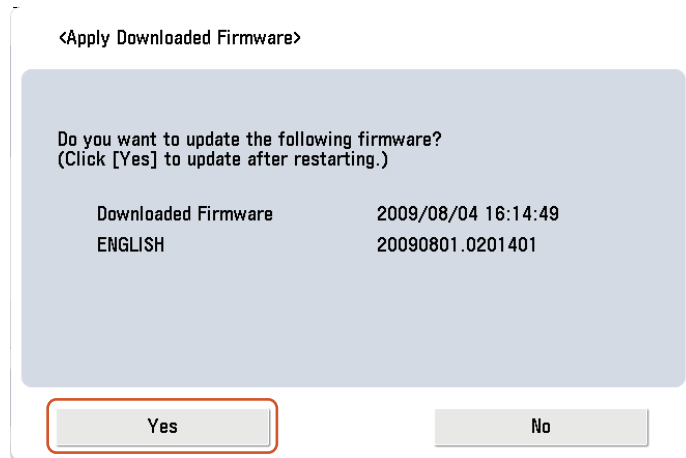 <Apply Downloaded Firmware>
Do you want to update the following firmware?
(Click [Yes] to update after restarting.)
Downloaded Firmware 2009/08/04 16:14:49
ENGLISH 20090801.0201401
Yes No